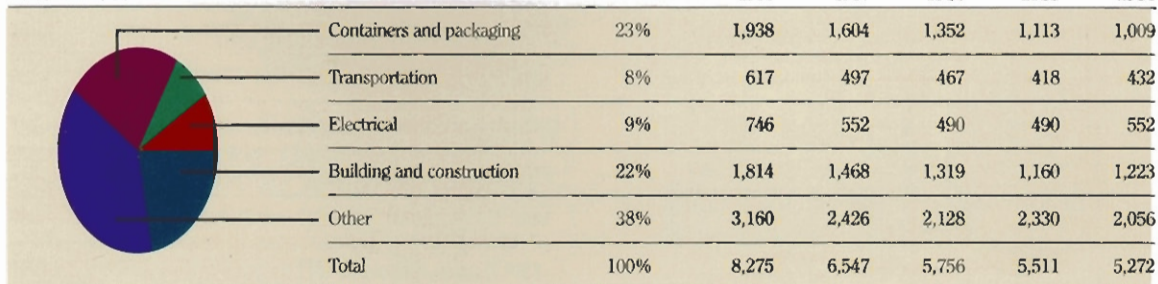 Containers and packaging 23% 1,938 1,604 1,352 1,113 1,009
Transportation 8% 617 497 467 418 432
Electrical 9% 746 552 490 490 552
Building and construction 22% 1,814 1,468 1,319 1,160 1,223
Other 38% 3,160 2,426 2,128 2,330 2,056
Total 100% 8,275 6,547 5,756 5,511 5,272